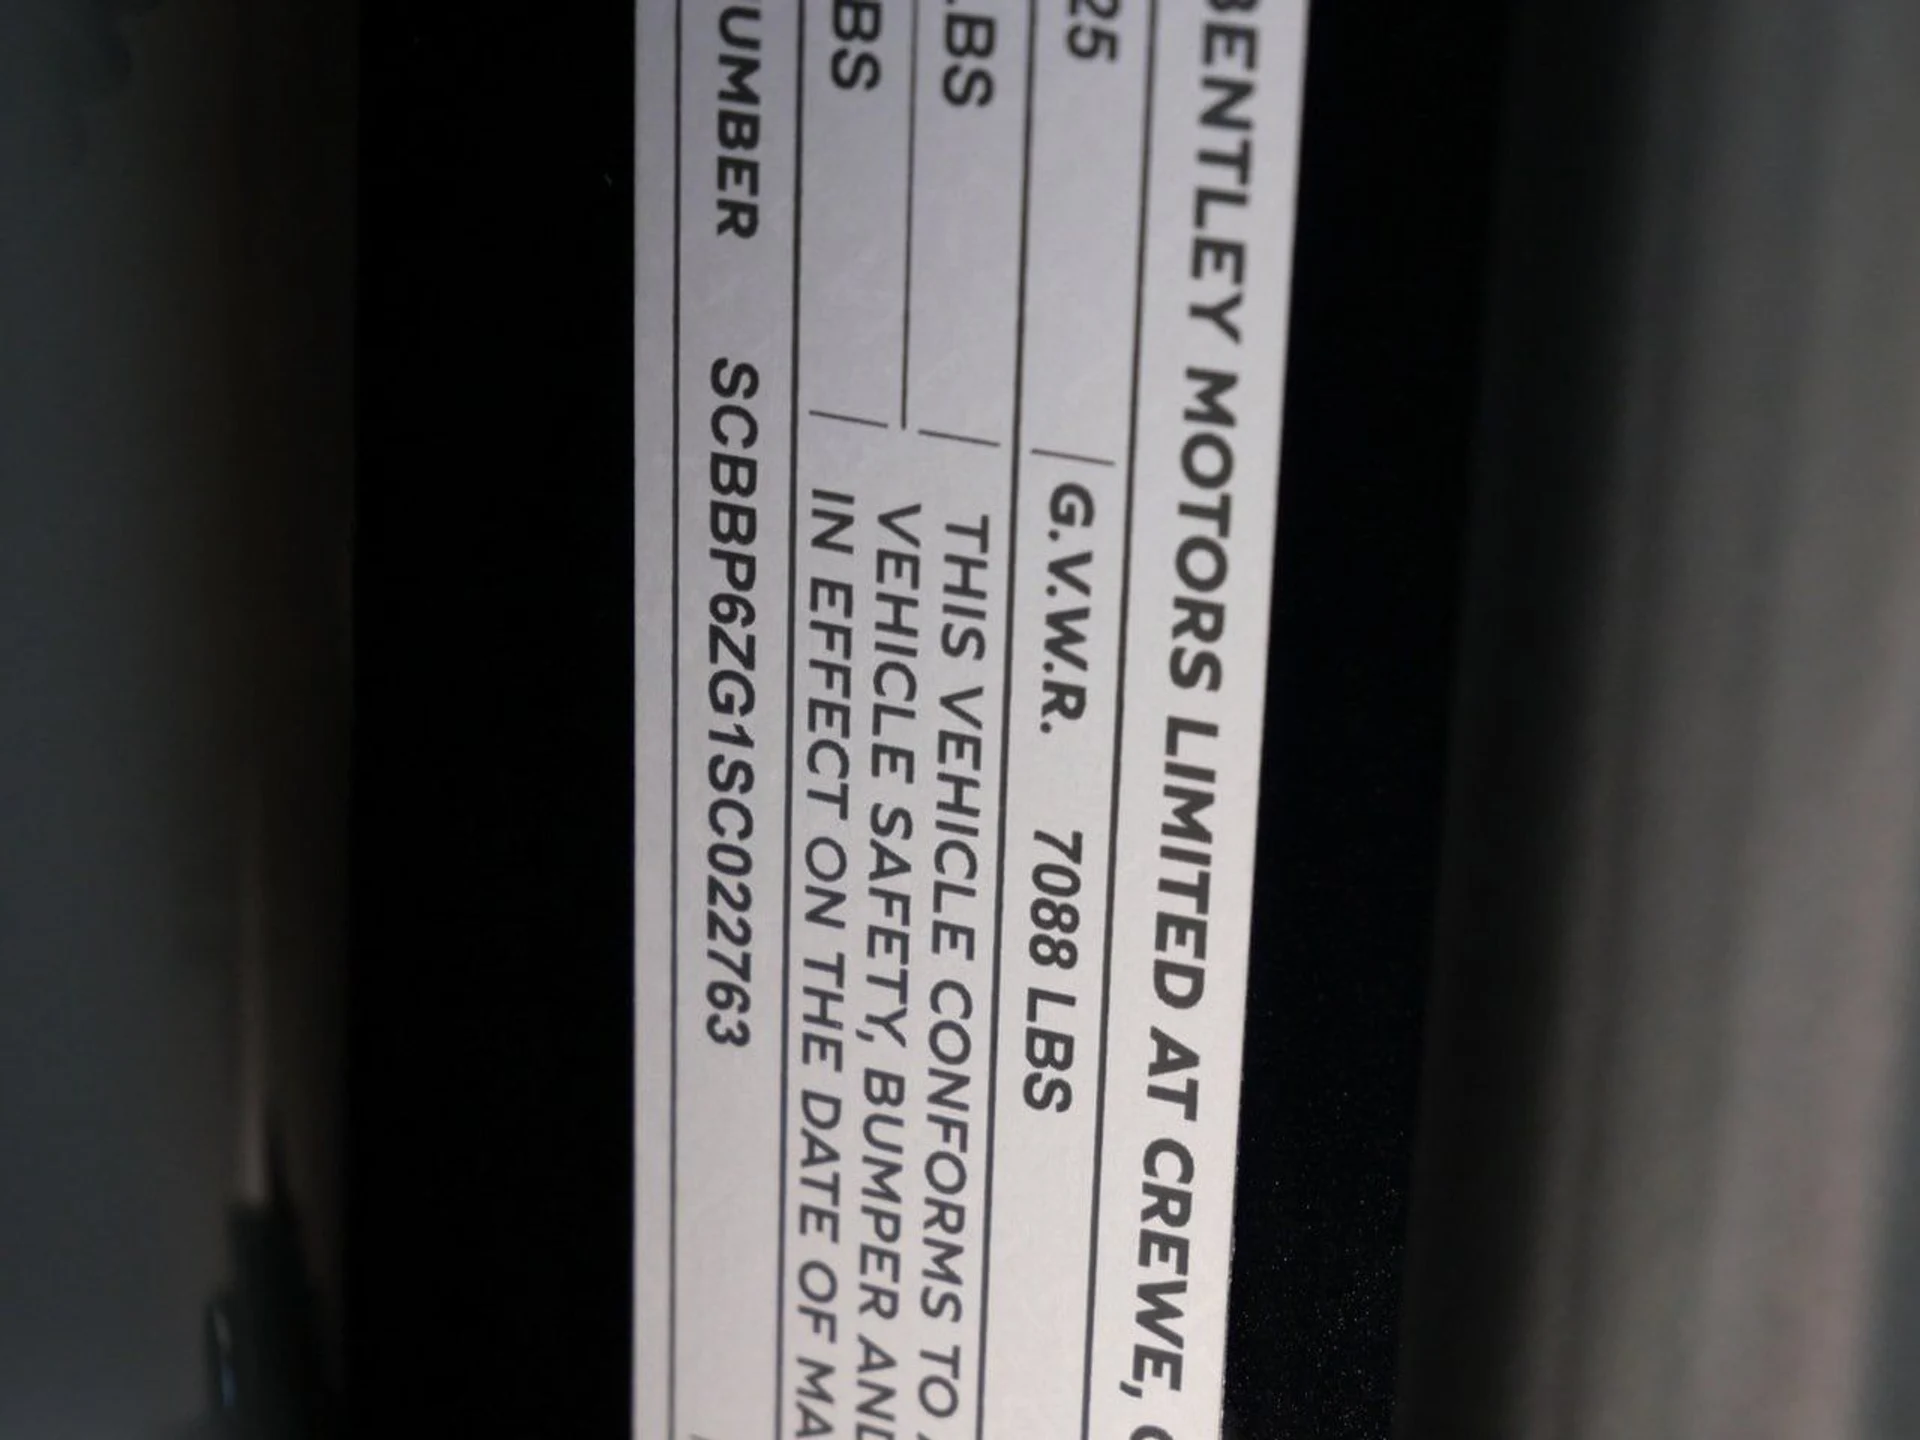 BENTLEY MOTORS LIMITED AT CREWE,
25 G.V.W.R. 7088 LBS
LBS THIS VEHICLE CONFORMS TO
VEHICLE SAFETY, BUMPER AND
BS IN EFFECT ON THE DATE OF MA
UMBER SCBBP6ZG1SC022763